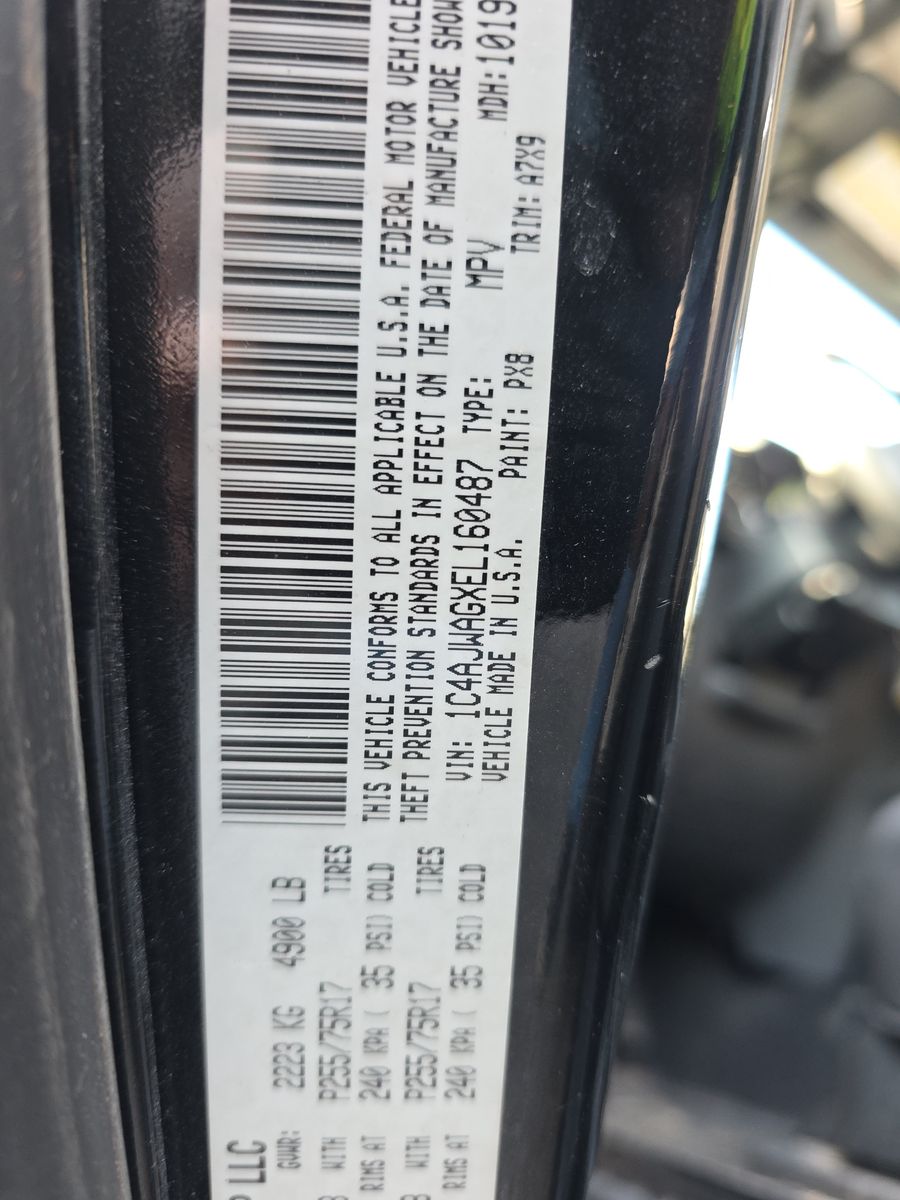 P LLC
GVWR: 2223 KG 4900 LB
WITH P255/75R17 TIRES
RIMS AT 240 KPA ( 35 PSI) COLD
WITH P255/75R17 TIRES
RIMS AT 240 KPA ( 35 PSI) COLD
THIS VEHICLE CONFORMS TO ALL APPLICABLE U.S.A. FEDERAL MOTOR VEHICLE
THEFT PREVENTION STANDARDS IN EFFECT ON THE DATE OF MANUFACTURE SHOW
VIN: 1C4AJWAGXEL160487 TYPE: MPV MDH: 1019
VEHICLE MADE IN U.S.A. PAINT: PX8 TRIM: A7X9